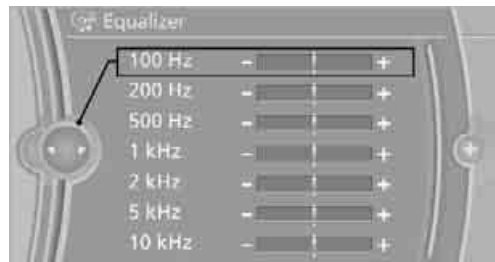 Equalizer
100 Hz - +
200 Hz - +
500 Hz - +
1 kHz - +
2 kHz - +
5 kHz - +
10 kHz - +